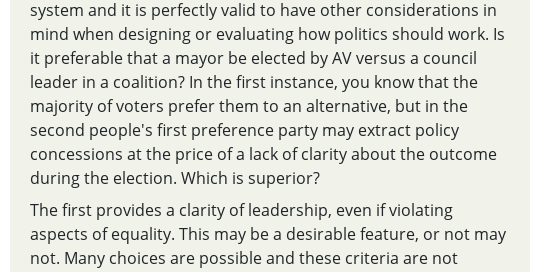 system and it is perfectly valid to have other considerations in
mind when designing or evaluating how politics should work. Is
it preferable that a mayor be elected by AV versus a council
leader in a coalition? In the first instance, you know that the
majority of voters prefer them to an alternative, but in the
second people's first preference party may extract policy
concessions at the price of a lack of clarity about the outcome
during the election. Which is superior?
The first provides a clarity of leadership, even if violating
aspects of equality. This may be a desirable feature, or not may
not. Many choices are possible and these criteria are not